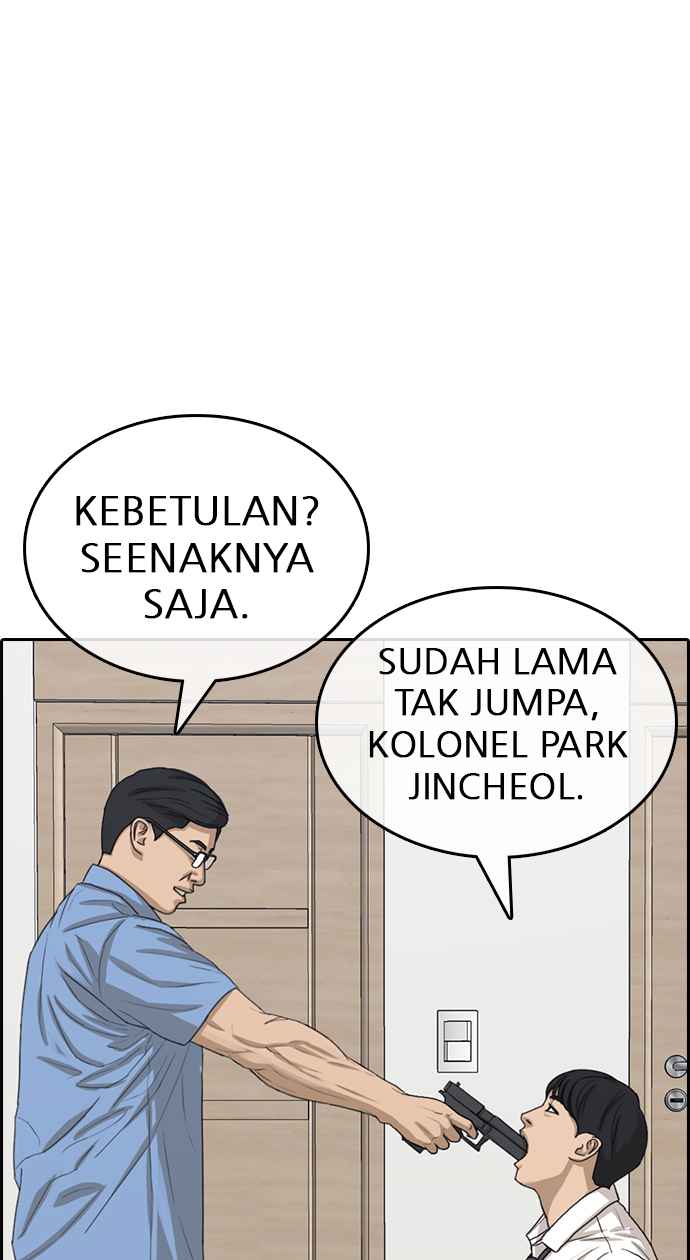 KEBETULAN?
SEENAKNYA
SAJA.
SUDAH LAMA
TAK JUMPA,
KOLONEL PARK
JINCHEOL.